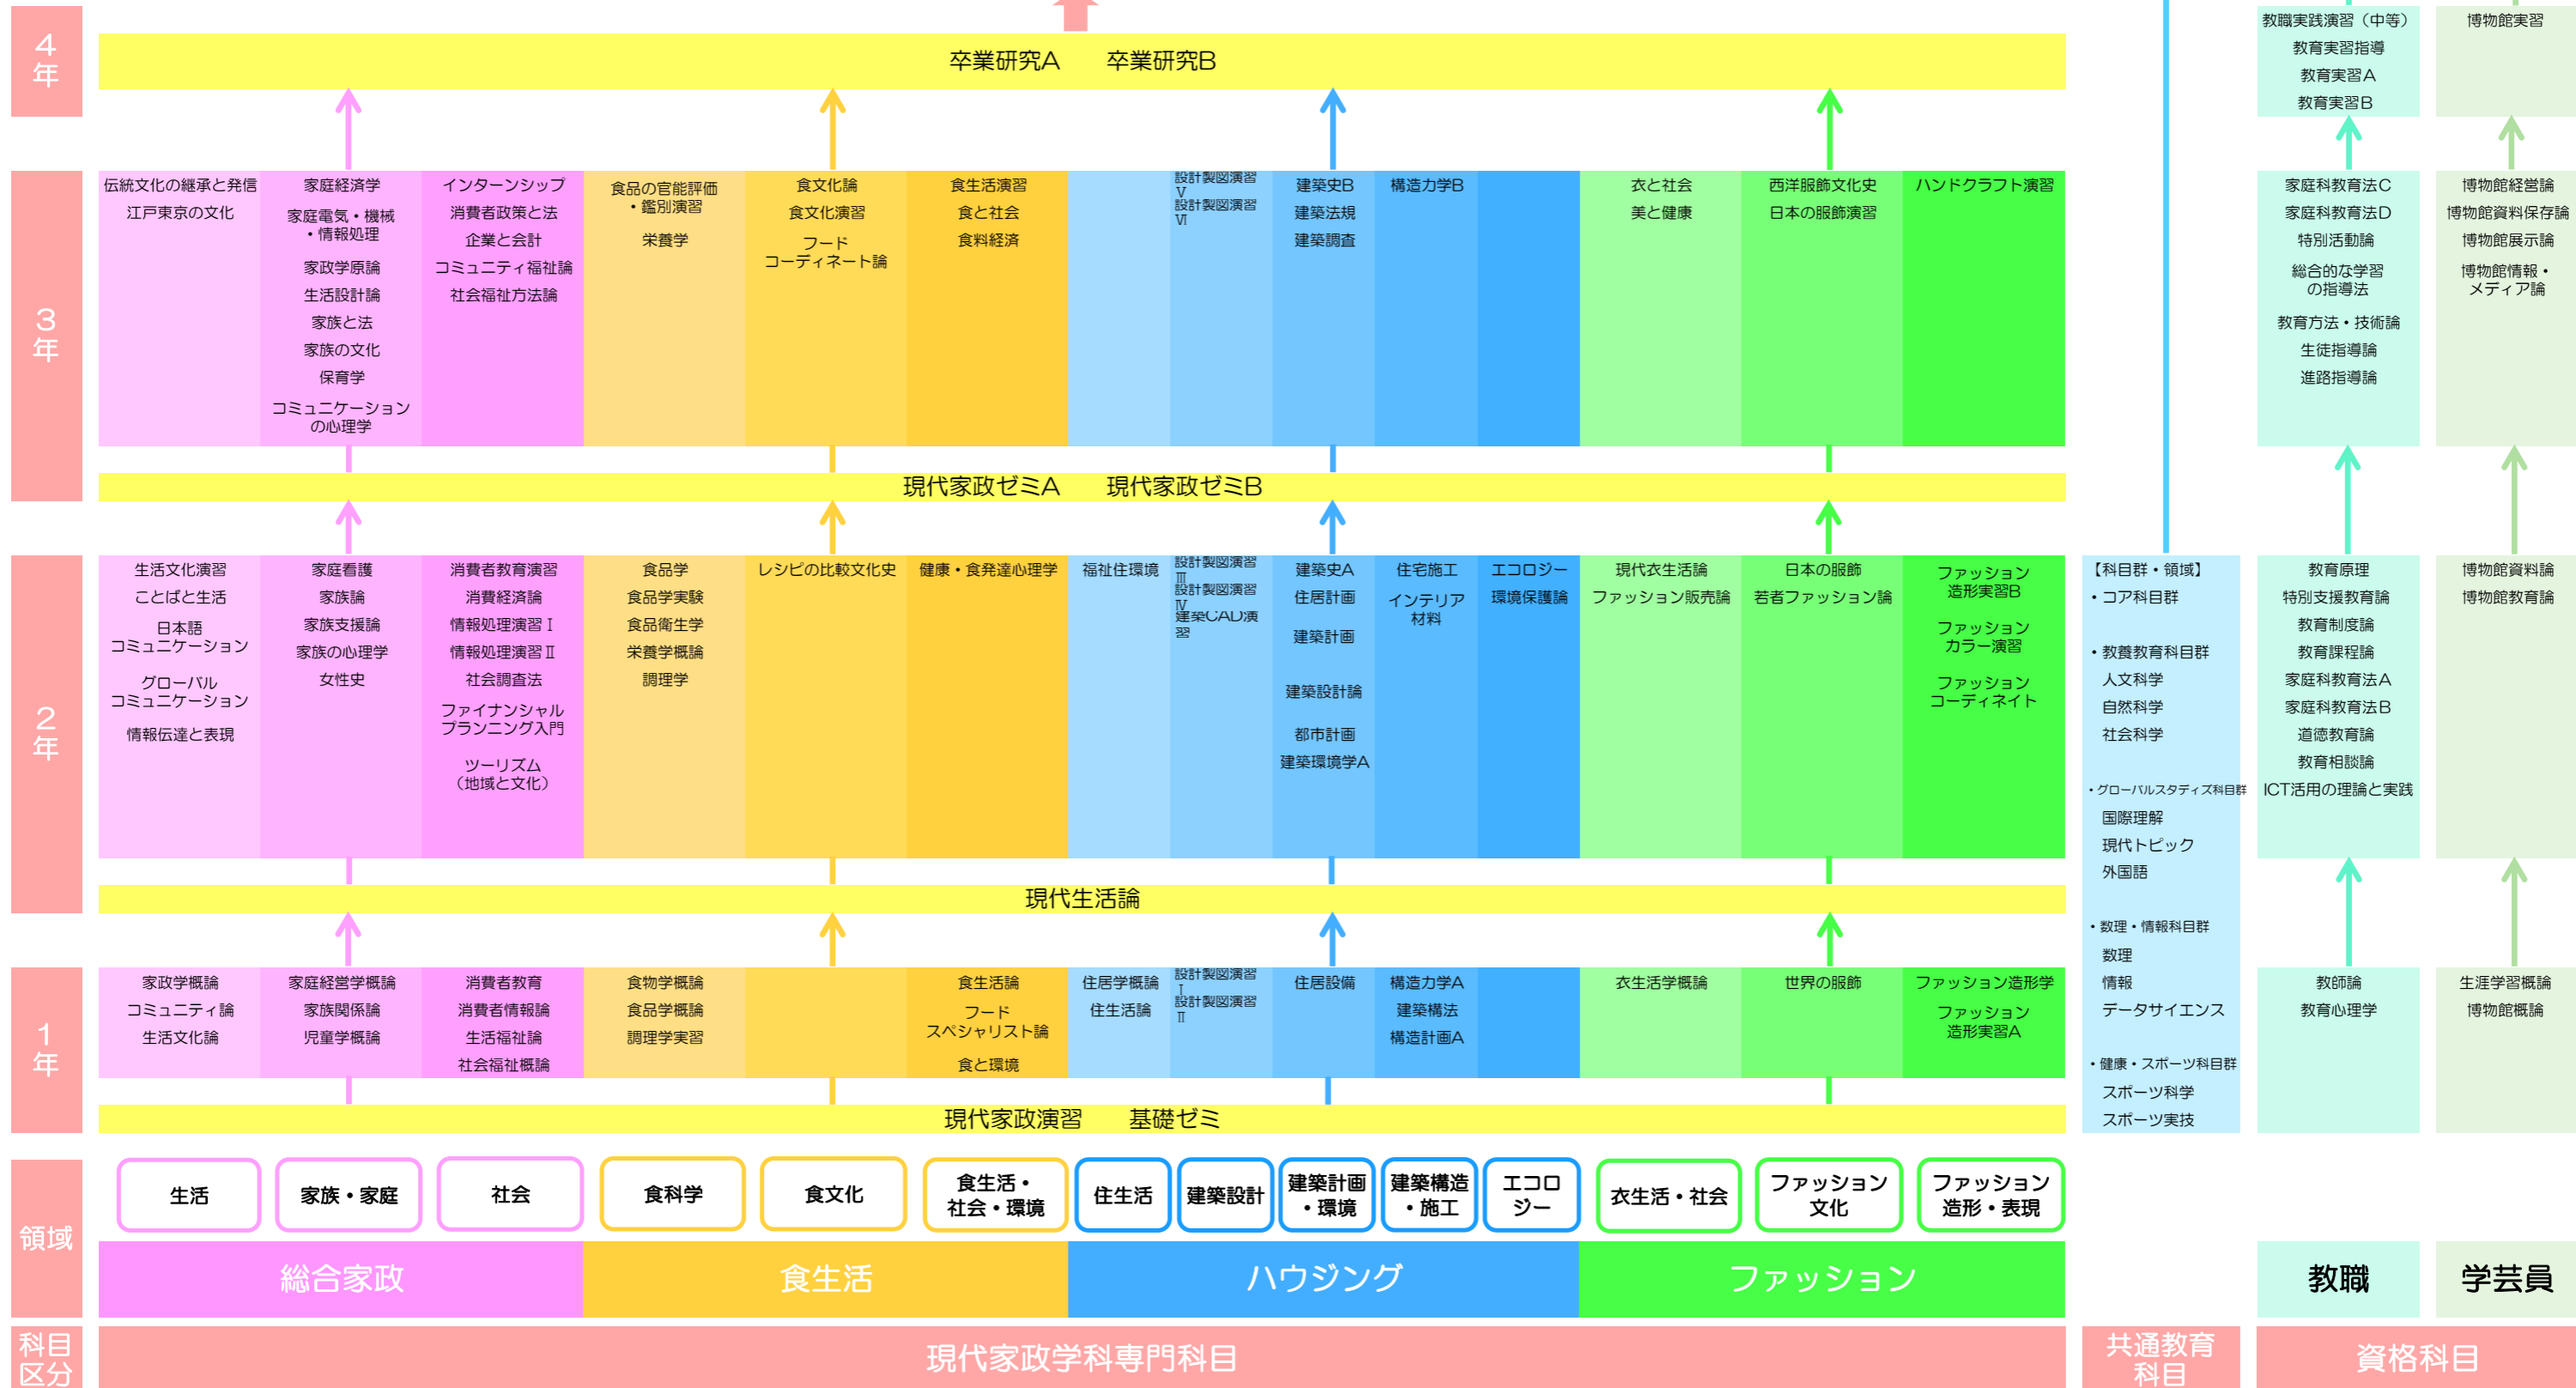 4
年
卒業研究A　卒業研究B
教職実践演習（中等）
教育実習指導
教育実習A
教育実習B
博物館実習
3
年
伝統文化の継承と発信
江戸東京の文化
家庭経済学
家庭電気・機械
・情報処理
家政学原論
生活設計論
家族と法
家族の文化
保育学
コミュニケーション
の心理学
インターンシップ
消費者政策と法
企業と会計
コミュニティ福祉論
社会福祉方法論
食品の官能評価
・鑑別演習
栄養学
食文化論
食文化演習
フード
コーディネート論
食生活演習
食と社会
食料経済
設計製図演習
Ⅴ
設計製図演習
Ⅵ
建築史B
建築法規
建築調査
構造力学B
衣と社会
美と健康
西洋服飾文化史
日本の服飾演習
ハンドクラフト演習
家庭科教育法C
家庭科教育法D
特別活動論
総合的な学習
の指導法
教育方法・技術論
生徒指導論
進路指導論
博物館経営論
博物館資料保存論
博物館展示論
博物館情報・
メディア論
現代家政ゼミA　現代家政ゼミB
2
年
生活文化演習
ことばと生活
日本語
コミュニケーション
グローバル
コミュニケーション
情報伝達と表現
家庭看護
家族論
家族支援論
家族の心理学
女性史
消費者教育演習
消費経済論
情報処理演習Ⅰ
情報処理演習Ⅱ
社会調査法
ファイナンシャル
プランニング入門
ツーリズム
（地域と文化）
食品学
食品学実験
食品衛生学
栄養学概論
調理学
レシピの比較文化史
健康・食発達心理学
福祉住環境
設計製図演習
Ⅲ
設計製図演習
Ⅳ
建築CAD演
習
建築史A
住居計画
建築計画
建築設計論
都市計画
建築環境学A
住宅施工
インテリア
材料
エコロジー
環境保護論
現代衣生活論
ファッション販売論
日本の服飾
若者ファッション論
ファッション
造形実習B
ファッション
カラー演習
ファッション
コーディネイト
【科目群・領域】
・コア科目群
・教養教育科目群
人文科学
自然科学
社会科学
・グローバルスタディズ科目群
国際理解
現代トピック
外国語
・数理・情報科目群
数理
情報
データサイエンス
・健康・スポーツ科目群
スポーツ科学
スポーツ実技
教育原理
特別支援教育論
教育制度論
教育課程論
家庭科教育法A
家庭科教育法B
道徳教育論
教育相談論
ICT活用の理論と実践
博物館資料論
博物館教育論
現代生活論
1
年
家政学概論
コミュニティ論
生活文化論
家庭経営学概論
家族関係論
児童学概論
消費者教育
消費者情報論
生活福祉論
社会福祉概論
食物学概論
食品学概論
調理学実習
食生活論
フード
スペシャリスト論
食と環境
住居学概論
住生活論
設計製図演習
Ⅰ
設計製図演習
Ⅱ
住居設備
構造力学A
建築構法
構造計画A
衣生活学概論
世界の服飾
ファッション造形学
ファッション
造形実習A
教師論
教育心理学
生涯学習概論
博物館概論
現代家政演習　基礎ゼミ
領域
生活
家族・家庭
社会
食科学
食文化
食生活・
社会・環境
住生活
建築設計
建築計画
・環境
建築構造
・施工
エコロ
ジー
衣生活・社会
ファッション
文化
ファッション
造形・表現
総合家政
食生活
ハウジング
ファッション
教職
学芸員
科目
区分
現代家政学科専門科目
共通教育
科目
資格科目